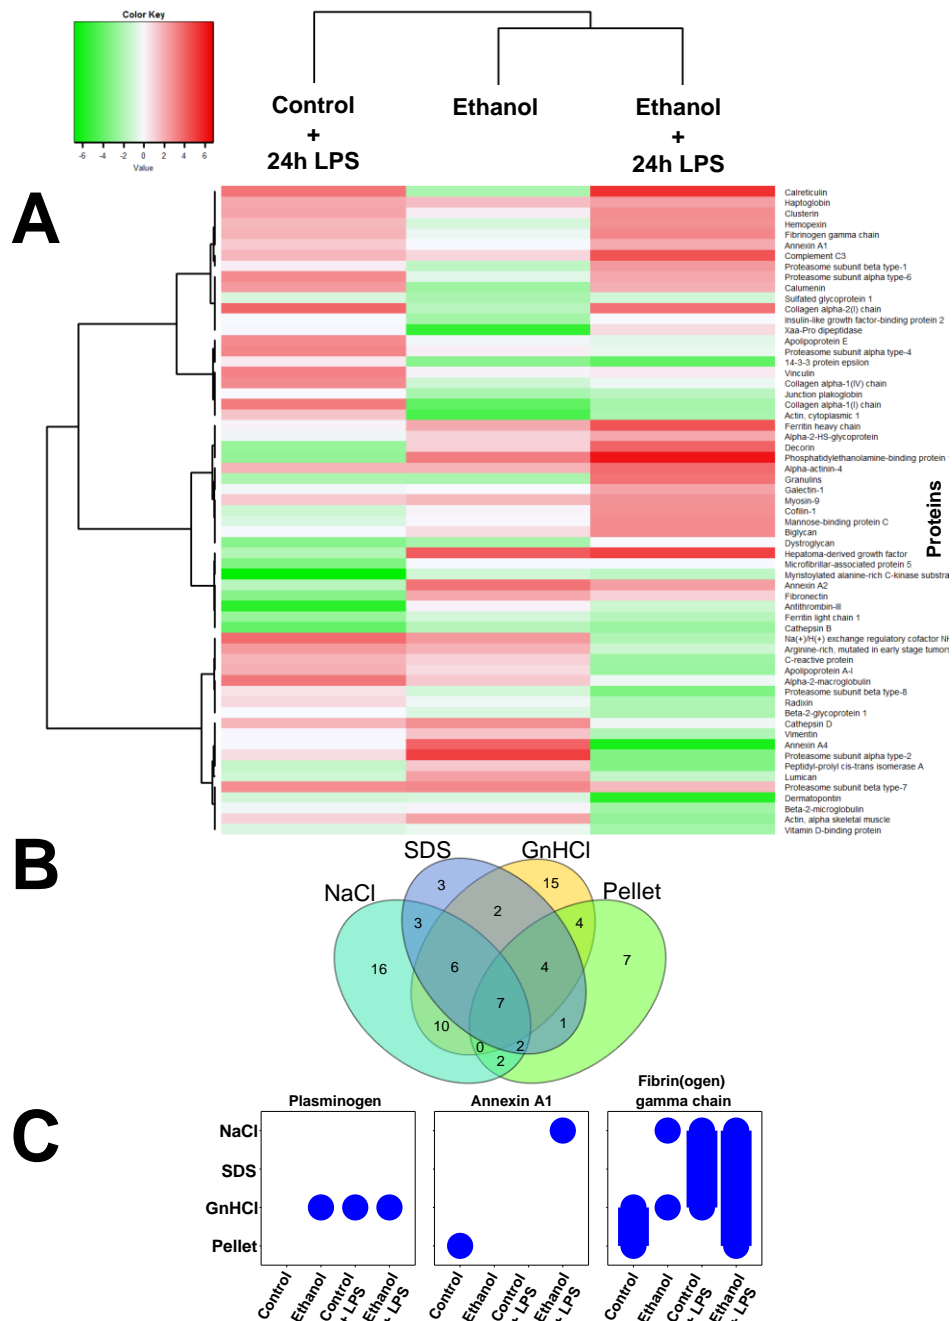 Color Key
-6 -4 -2 0 2 4 6
Value
Control
+
24h LPS
Ethanol
Ethanol
+
24h LPS
A
Calreticulin
Haptoglobin
Clusterin
Hemopexin
Fibrinogen gamma chain
Annexin A1
Complement C3
Proteasome subunit beta type-1
Proteasome subunit alpha type-6
Calumenin
Sulfated glycoprotein 1
Collagen alpha-2(I) chain
Insulin-like growth factor-binding protein 2
Xaa-Pro dipeptidase
Apolipoprotein E
Proteasome subunit alpha type-4
14-3-3 protein epsilon
Vinculin
Collagen alpha-1(IV) chain
Junction plakoglobin
Collagen alpha-1(I) chain
Actin, cytoplasmic 1
Ferritin heavy chain
Alpha-2-HS-glycoprotein
Decorin
Phosphatidylethanolamine-binding protein
Alpha-actinin-4
Granulins
Galectin-1
Myosin-9
Cofilin-1
Mannose-binding protein C
Biglycan
Dystroglycan
Hepatoma-derived growth factor
Microfibrillar-associated protein 5
Myristoylated alanine-rich C-kinase substra
Annexin A2
Fibronectin
Antithrombin-III
Ferritin light chain 1
Cathepsin B
Na(+)/H(+) exchange regulatory cofactor NH
Arginine-rich, mutated in early stage tumors
C-reactive protein
Apolipoprotein A-I
Alpha-2-macroglobulin
Proteasome subunit beta type-8
Radixin
Beta-2-glycoprotein 1
Cathepsin D
Vimentin
Annexin A4
Proteasome subunit alpha type-2
Peptidyl-prolyl cis-trans isomerase A
Lumican
Proteasome subunit beta type-7
Dermatopontin
Beta-2-microglobulin
Actin, alpha skeletal muscle
Vitamin D-binding protein
Proteins
B
SDS GnHCl
NaCl Pellet
3 15
3 2 4
16 6 4 7
7
10 1
0 2
2
C
Plasminogen
Annexin A1
Fibrin(ogen)
gamma chain
NaCl
SDS
GnHCl
Pellet
Control
Ethanol
Control
+ LPS
Ethanol
+ LPS
Control
Ethanol
Control
+ LPS
Ethanol
+ LPS
Control
Ethanol
Control
+ LPS
Ethanol
+ LPS